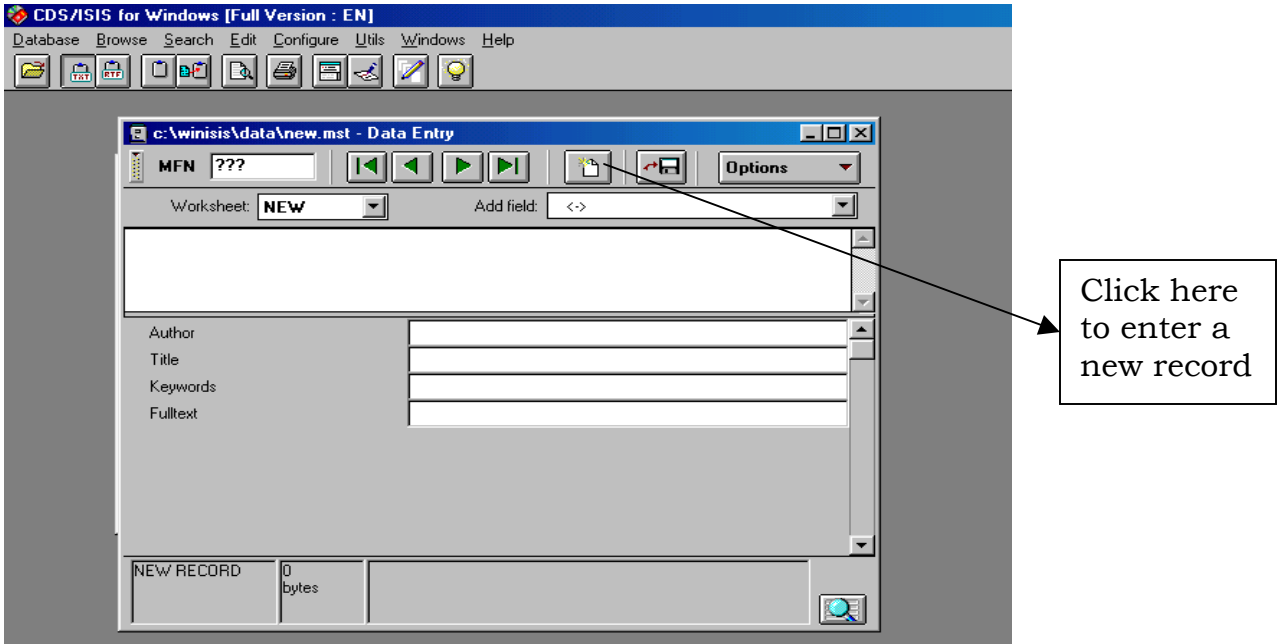 CDS/ISIS for Windows [Full Version : EN]
Database Browse Search Edit Configure Utils Windows Help
TXT RTF
c:\winisis\data\new.mst - Data Entry
MFN ??? Options
Worksheet: NEW Add field: <->
Author
Title
Keywords
Fulltext
NEW RECORD 0
bytes
Click here
to enter a
new record